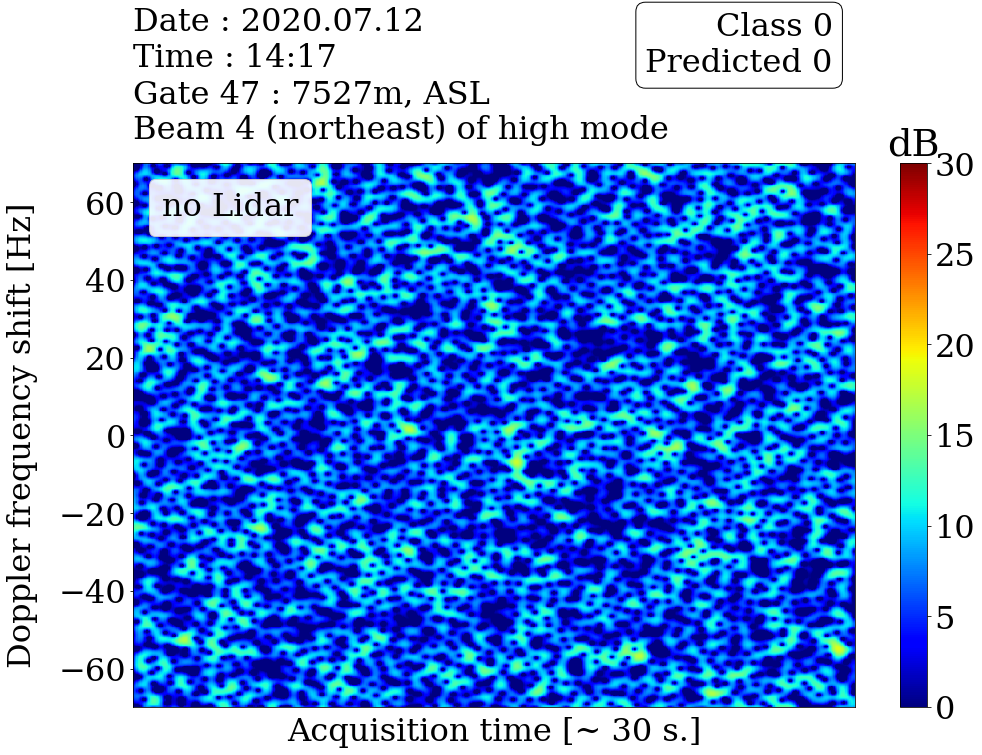 Date : 2020.07.12
Time : 14:17
Gate 47 : 7527m, ASL
Beam 4 (northeast) of high mode
Class 0
Predicted 0
dB
no Lidar
Doppler frequency shift [Hz]
60
40
20
0
−20
−40
−60
30
25
20
15
10
5
0
Acquisition time [~ 30 s.]